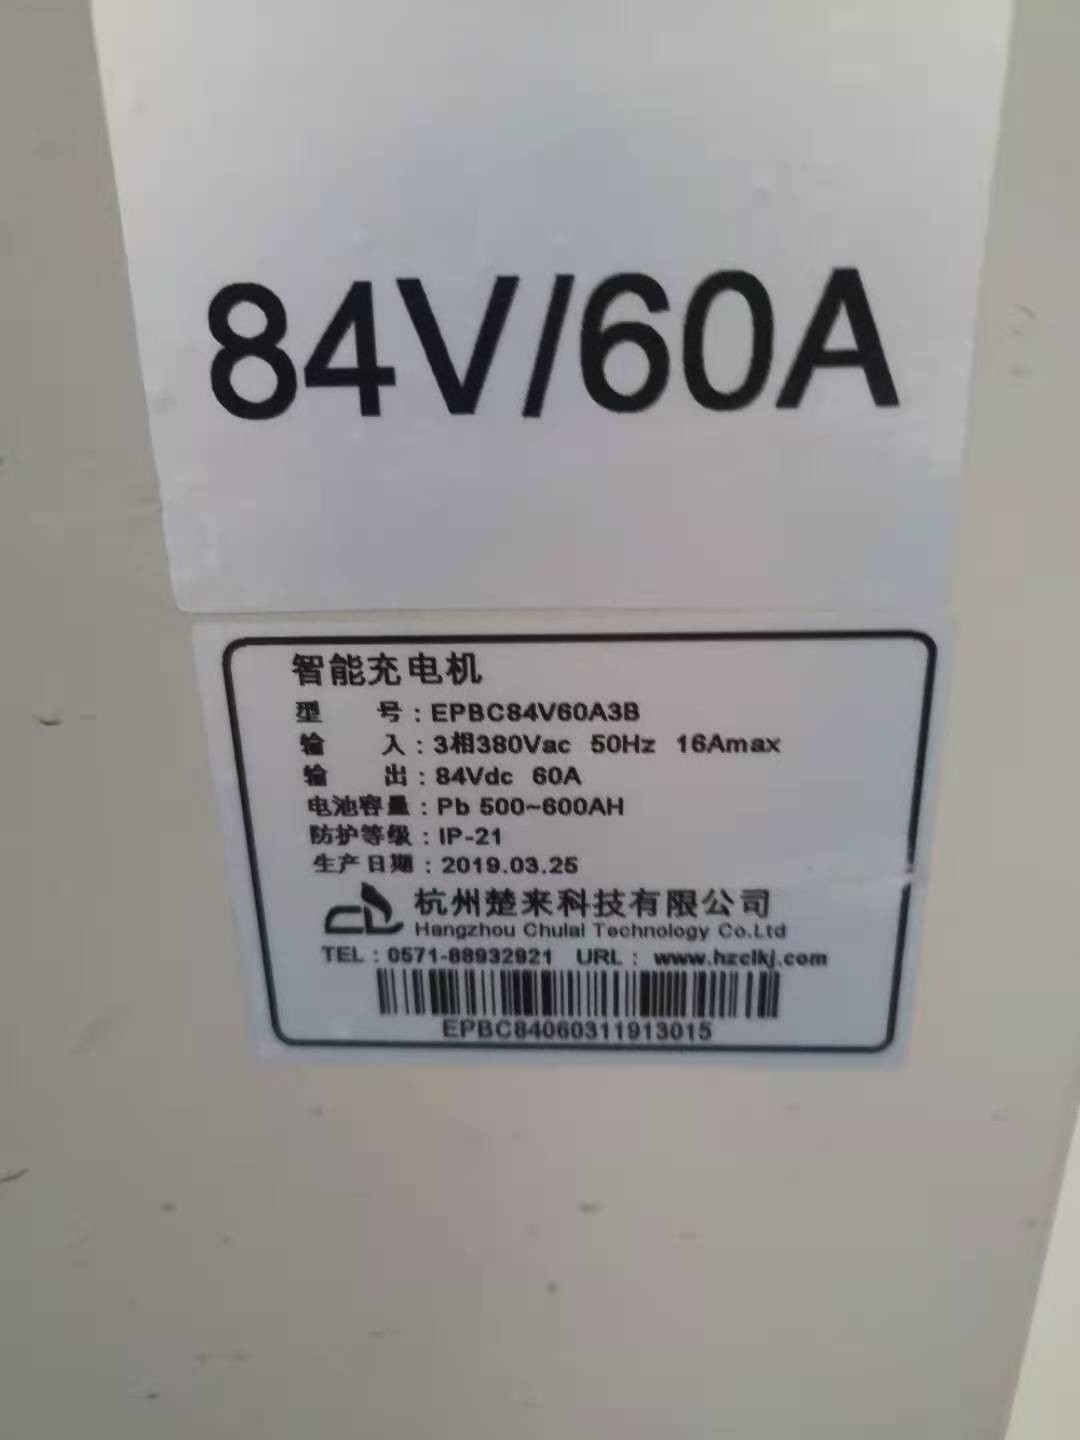 84V/60A
智能充电机
型 号：EPBC84V60A3B
输 入：3相380Vac 50Hz 16Amax
输 出：84Vdc 60A
电池容量：Pb 500~600AH
防护等级：IP-21
生产日期：2019.03.25
杭州楚来科技有限公司
Hangzhou Chulai Technology Co.Ltd
TEL：0571-88932921 URL： www.hzclkj.com
EPBC84060311913015